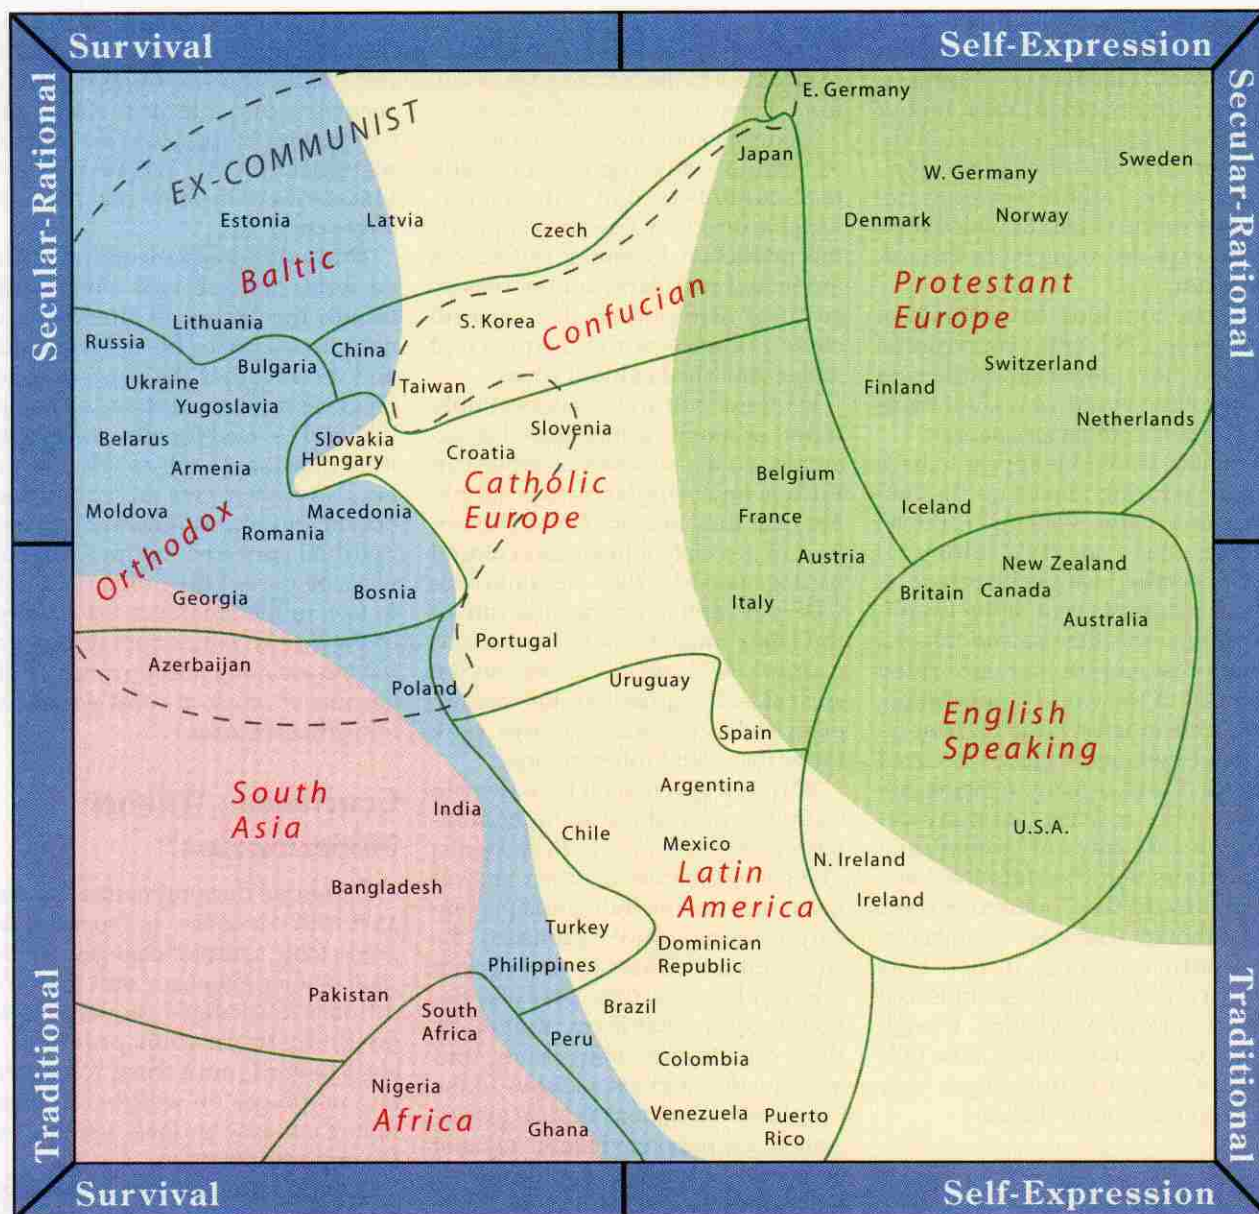 Survival
Self-Expression
Secular-Rational
Secular-Rational
EX-COMMUNIST
E. Germany
Japan
W. Germany
Sweden
Estonia
Latvia
Czech
Denmark
Norway
Baltic
Protestant
Europe
Lithuania
S. Korea
Confucian
Russia
Bulgaria
China
Switzerland
Ukraine
Taiwan
Finland
Yugoslavia
Netherlands
Belarus
Slovakia
Slovenia
Hungary
Croatia
Armenia
Catholic
Europe
Belgium
Moldova
Macedonia
France
Iceland
Romania
Orthodox
Austria
New Zealand
Georgia
Bosnia
Italy
Britain
Canada
Australia
Portugal
Azerbaijan
Poland
Uruguay
English
Speaking
Spain
South
Asia
India
Argentina
Chile
Mexico
U.S.A.
N. Ireland
Bangladesh
Latin
America
Ireland
Turkey
Dominican
Republic
Philippines
Pakistan
South
Africa
Brazil
Peru
Colombia
Nigeria
Africa
Ghana
Venezuela
Puerto
Rico
Traditional
Traditional
Survival
Self-Expression